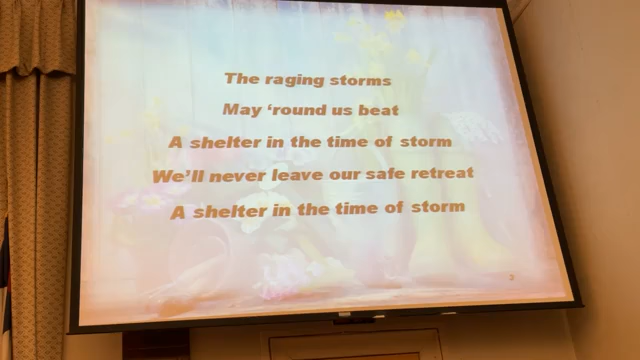 The raging storms
May ‘round us beat
A shelter in the time of storm
We’ll never leave our safe retreat
A shelter in the time of storm